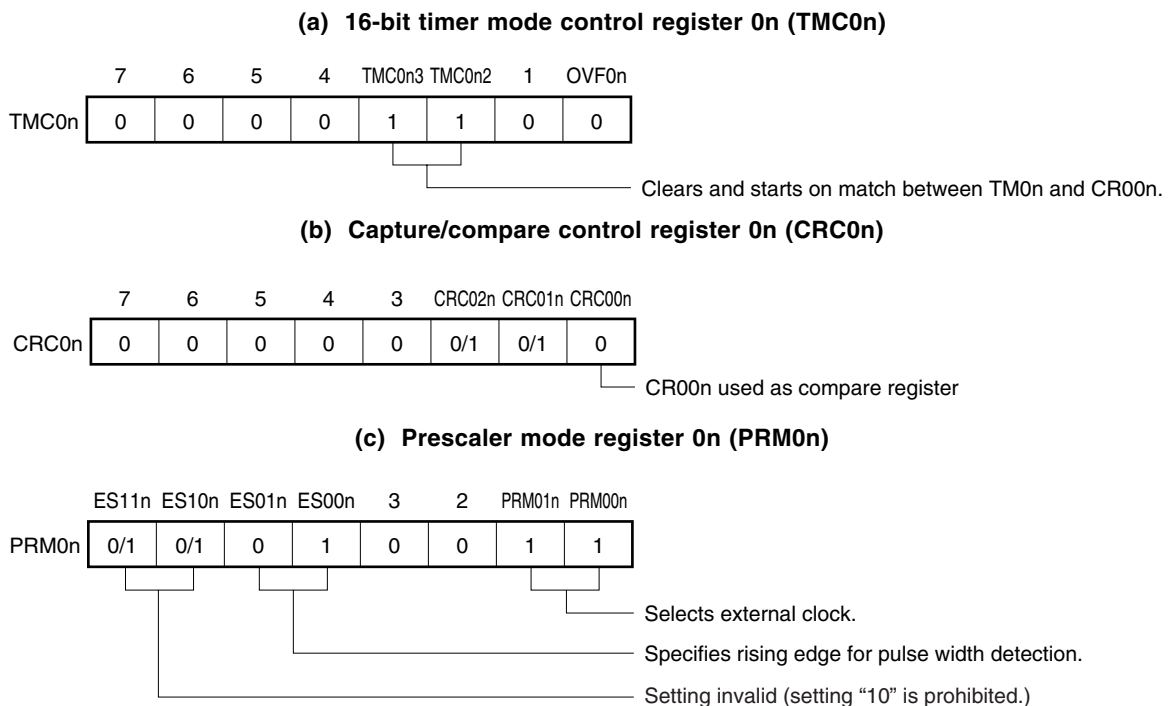 (a) 16-bit timer mode control register 0n (TMC0n)
7 6 5 4 TMC0n3 TMC0n2 1 OVF0n
TMC0n 0 0 0 0 1 1 0 0
Clears and starts on match between TM0n and CR00n.
(b) Capture/compare control register 0n (CRC0n)
7 6 5 4 3 CRC02n CRC01n CRC00n
CRC0n 0 0 0 0 0 0/1 0/1 0
CR00n used as compare register
(c) Prescaler mode register 0n (PRM0n)
ES11n ES10n ES01n ES00n 3 2 PRM01n PRM00n
PRM0n 0/1 0/1 0 1 0 0 1 1
Selects external clock.
Specifies rising edge for pulse width detection.
Setting invalid (setting “10” is prohibited.)